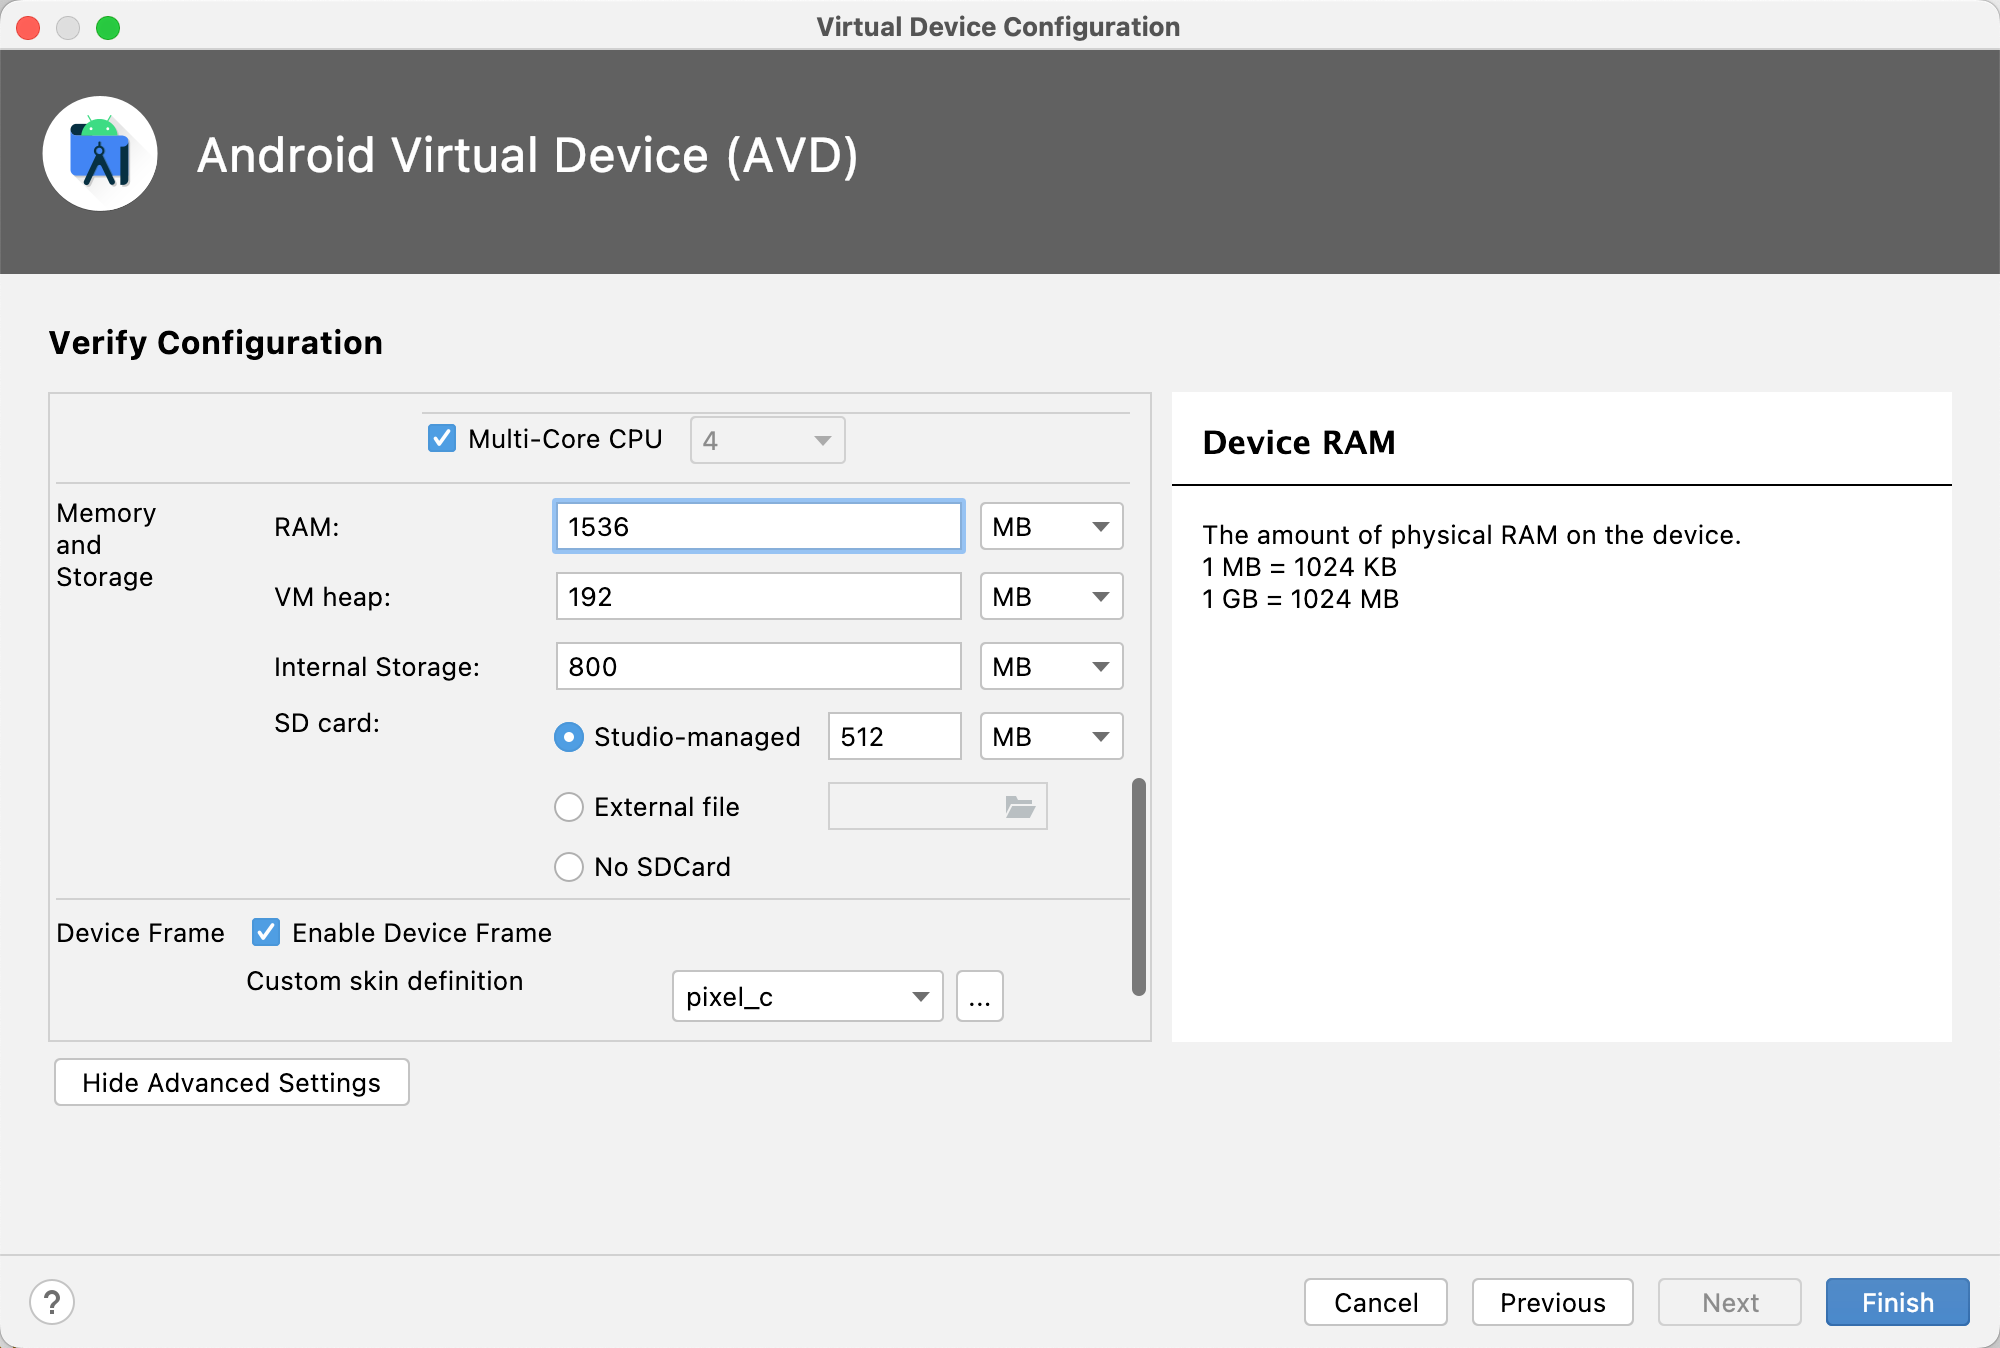 Virtual Device Configuration
Android Virtual Device (AVD)
Verify Configuration
Multi-Core CPU 4
Memory
and
Storage
RAM: 1536 MB
VM heap: 192 MB
Internal Storage: 800 MB
SD card:
Studio-managed 512 MB
External file
No SDCard
Device Frame Enable Device Frame
Custom skin definition
pixel_c ...
Hide Advanced Settings
Device RAM
The amount of physical RAM on the device.
1 MB = 1024 KB
1 GB = 1024 MB
? Cancel Previous Next Finish